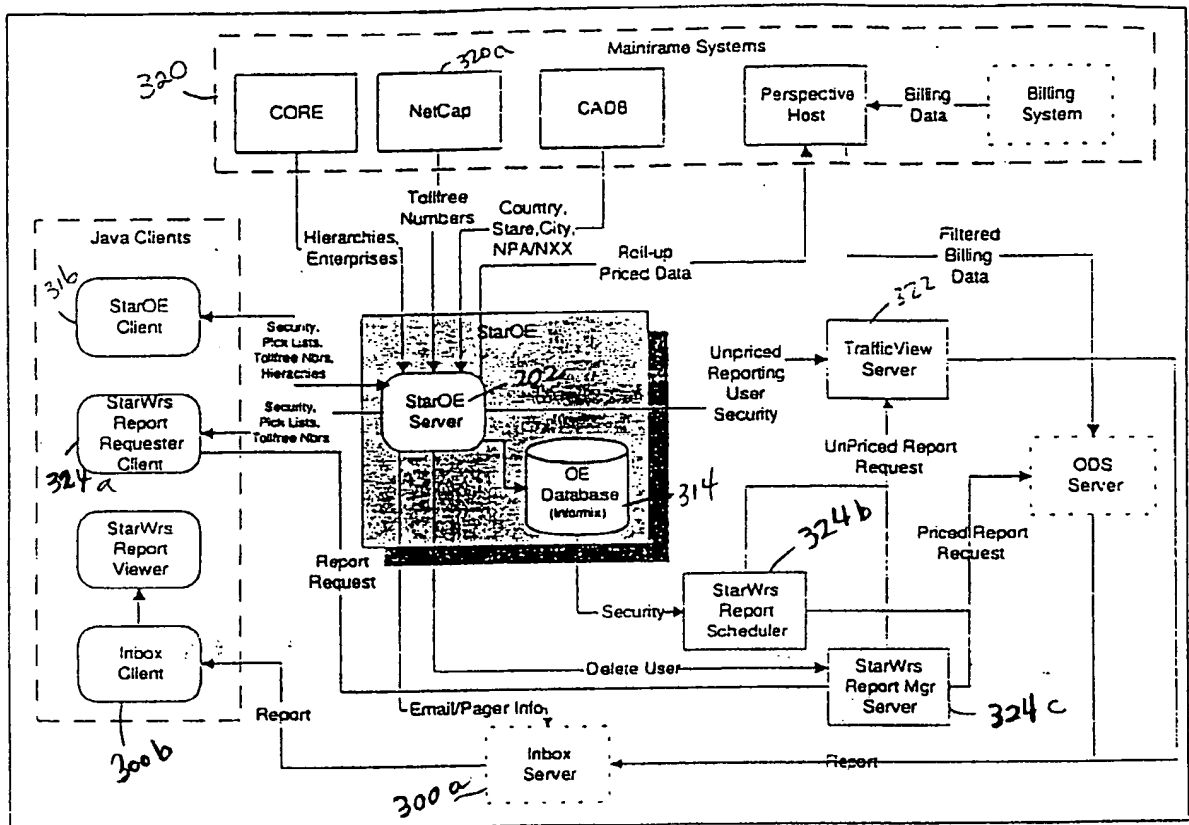 Mainframe Systems
320
320a
CORE
NetCap
CADB
Perspective
Host
Billing
Data
Billing
System
Tollfree
Numbers
Country,
Stare,City,
NPA/NXX
Hierarchies,
Enterprises
Roll-up
Priced Data
Filtered
Billing
Data
Java Clients
316
StarOE
Client
Security,
Pick Lists,
Tollfree Nbrs,
Hierarchies
StarOE
StarOE
Server
202
Unpriced
Reporting
User
Security
322
TrafficView
Server
StarWrs
Report
Requester
Client
324a
Security,
Pick Lists,
Tollfree Nbrs
OE
Database
(Informix)
314
UnPriced Report
Request
ODS
Server
Priced Report
Request
324b
StarWrs
Report
Viewer
Report
Request
Security
StarWrs
Report
Scheduler
Inbox
Client
300b
Delete User
StarWrs
Report Mgr
Server
324c
Report
Email/Pager Info,
Inbox
Server
300a
Report